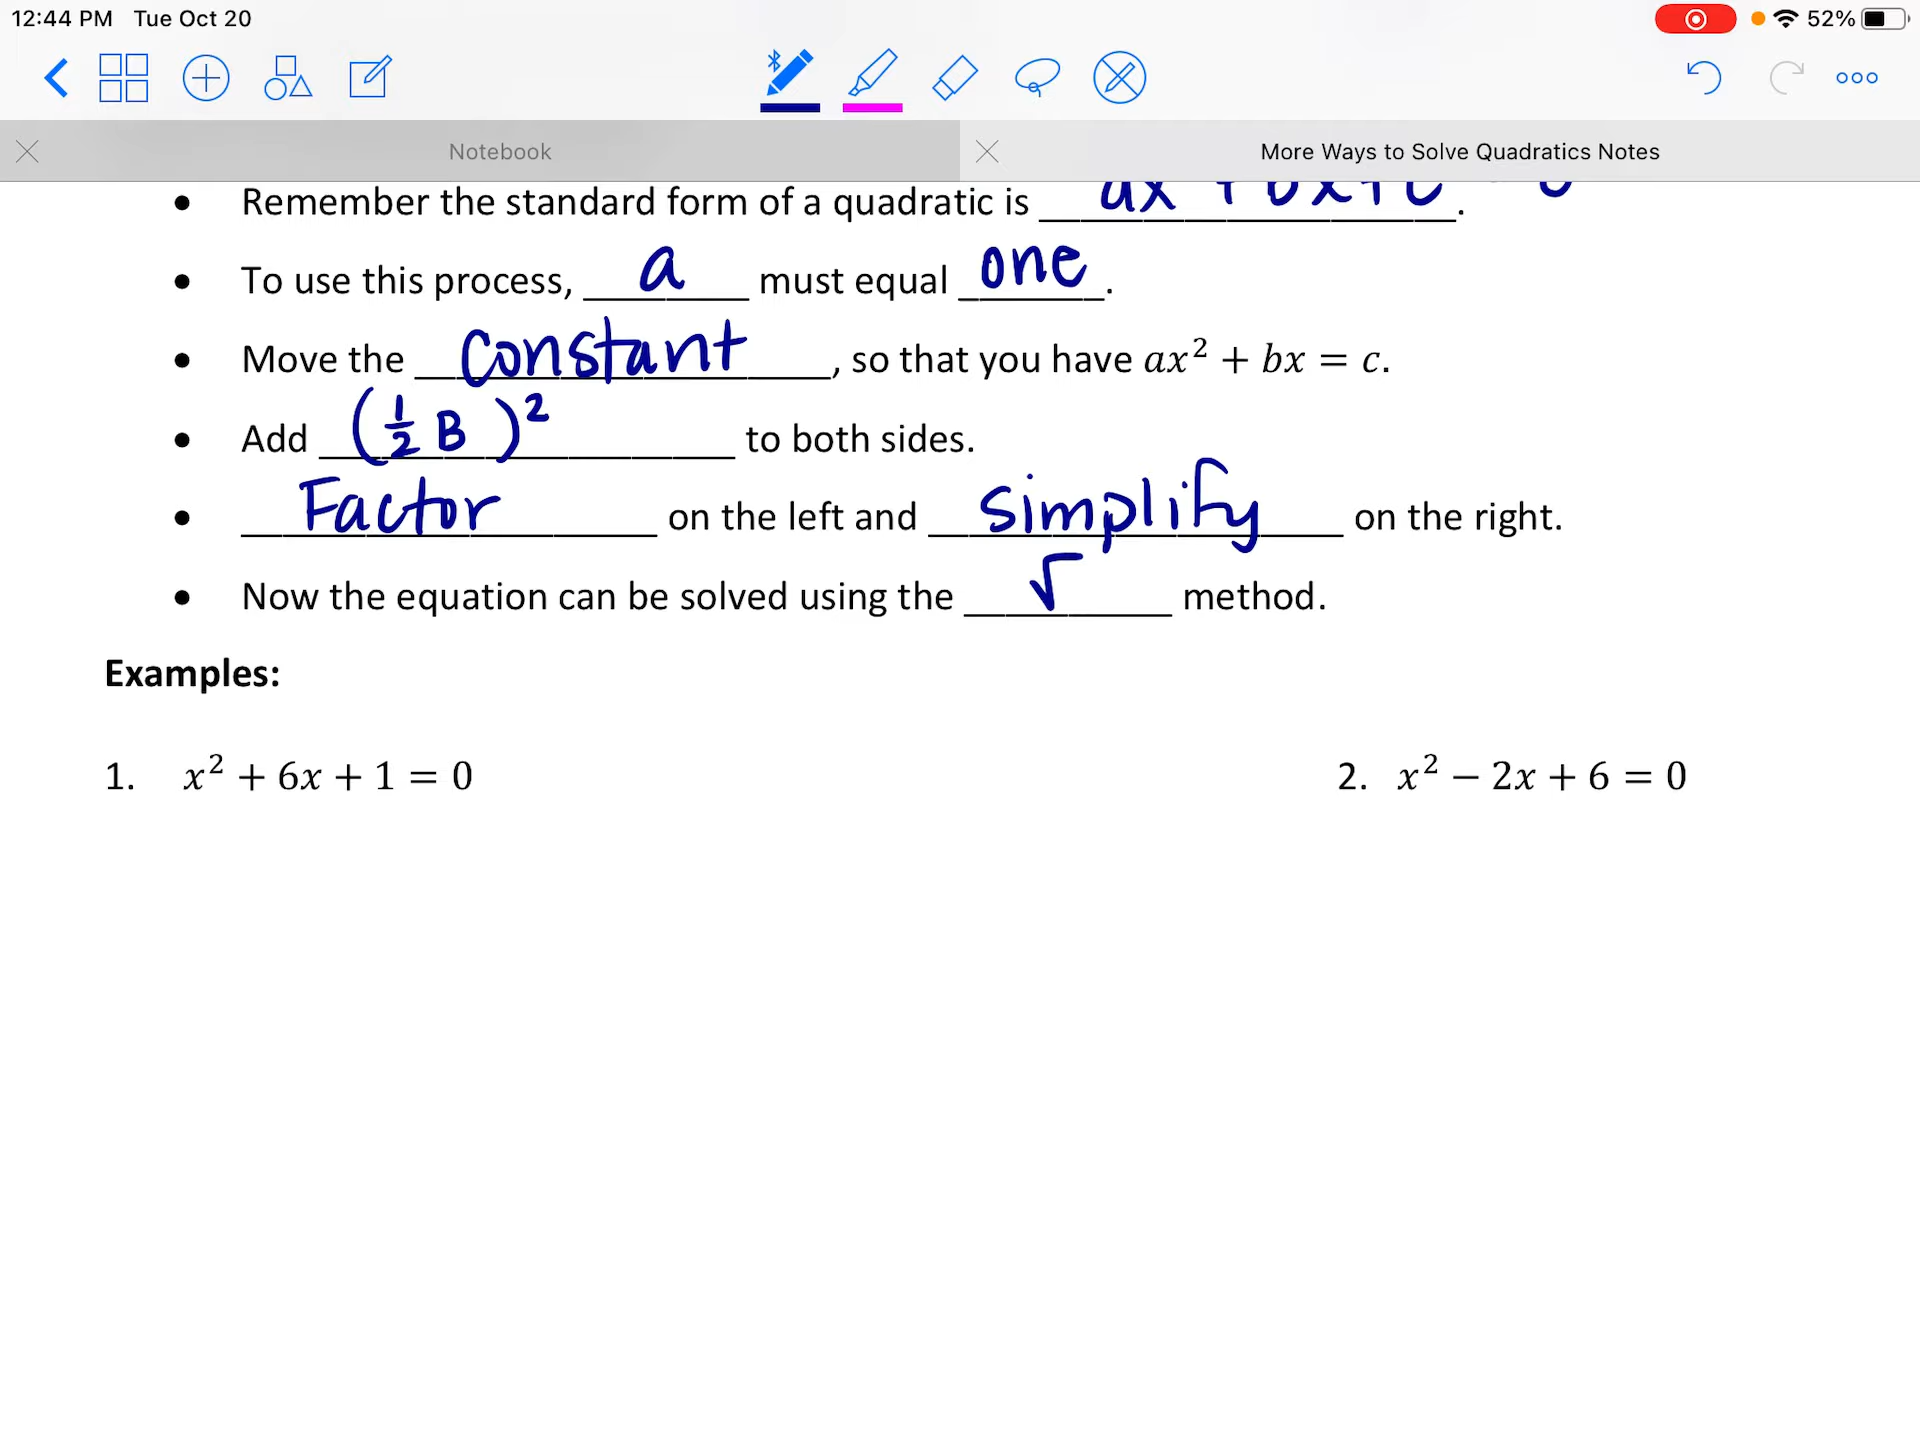 12:44 PM Tue Oct 20 52%
Notebook More Ways to Solve Quadratics Notes
• Remember the standard form of a quadratic is ax + bx + c.
• To use this process, a must equal one.
• Move the constant, so that you have ax² + bx = c.
• Add (½ B)² to both sides.
• Factor on the left and simplify on the right.
• Now the equation can be solved using the √ method.
Examples:
1. x² + 6x + 1 = 0 2. x² − 2x + 6 = 0